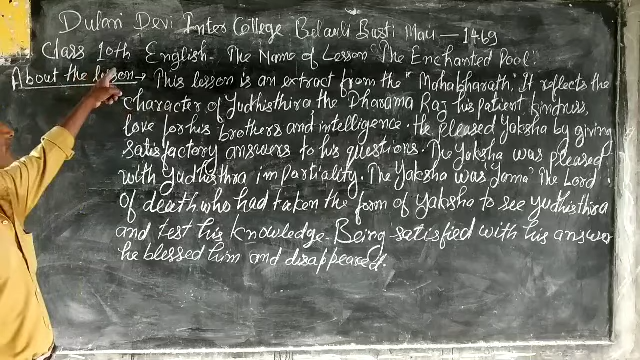 Dulari Devi Inter College Belauli Busti Mau - 1469
Class 10th English The Name of Lesson The Enchanted Pool:
About the lesson → This lesson is an extract from the "Mahabharath." It reflects the
character of Yudhisthira the Dharama Raj his patient kindness,
love for his brothers and intelligence. He pleased Yaksha by giving
satisfactory answers to his questions. The Yaksha was pleased
with Yudhisthra impartiality. The Yaksha was Yama "The Lord
Of death who had taken the form of Yaksha to see Yudhisthira
and test his knowledge. Being satisfied with his answer
he blessed him and disappeared.